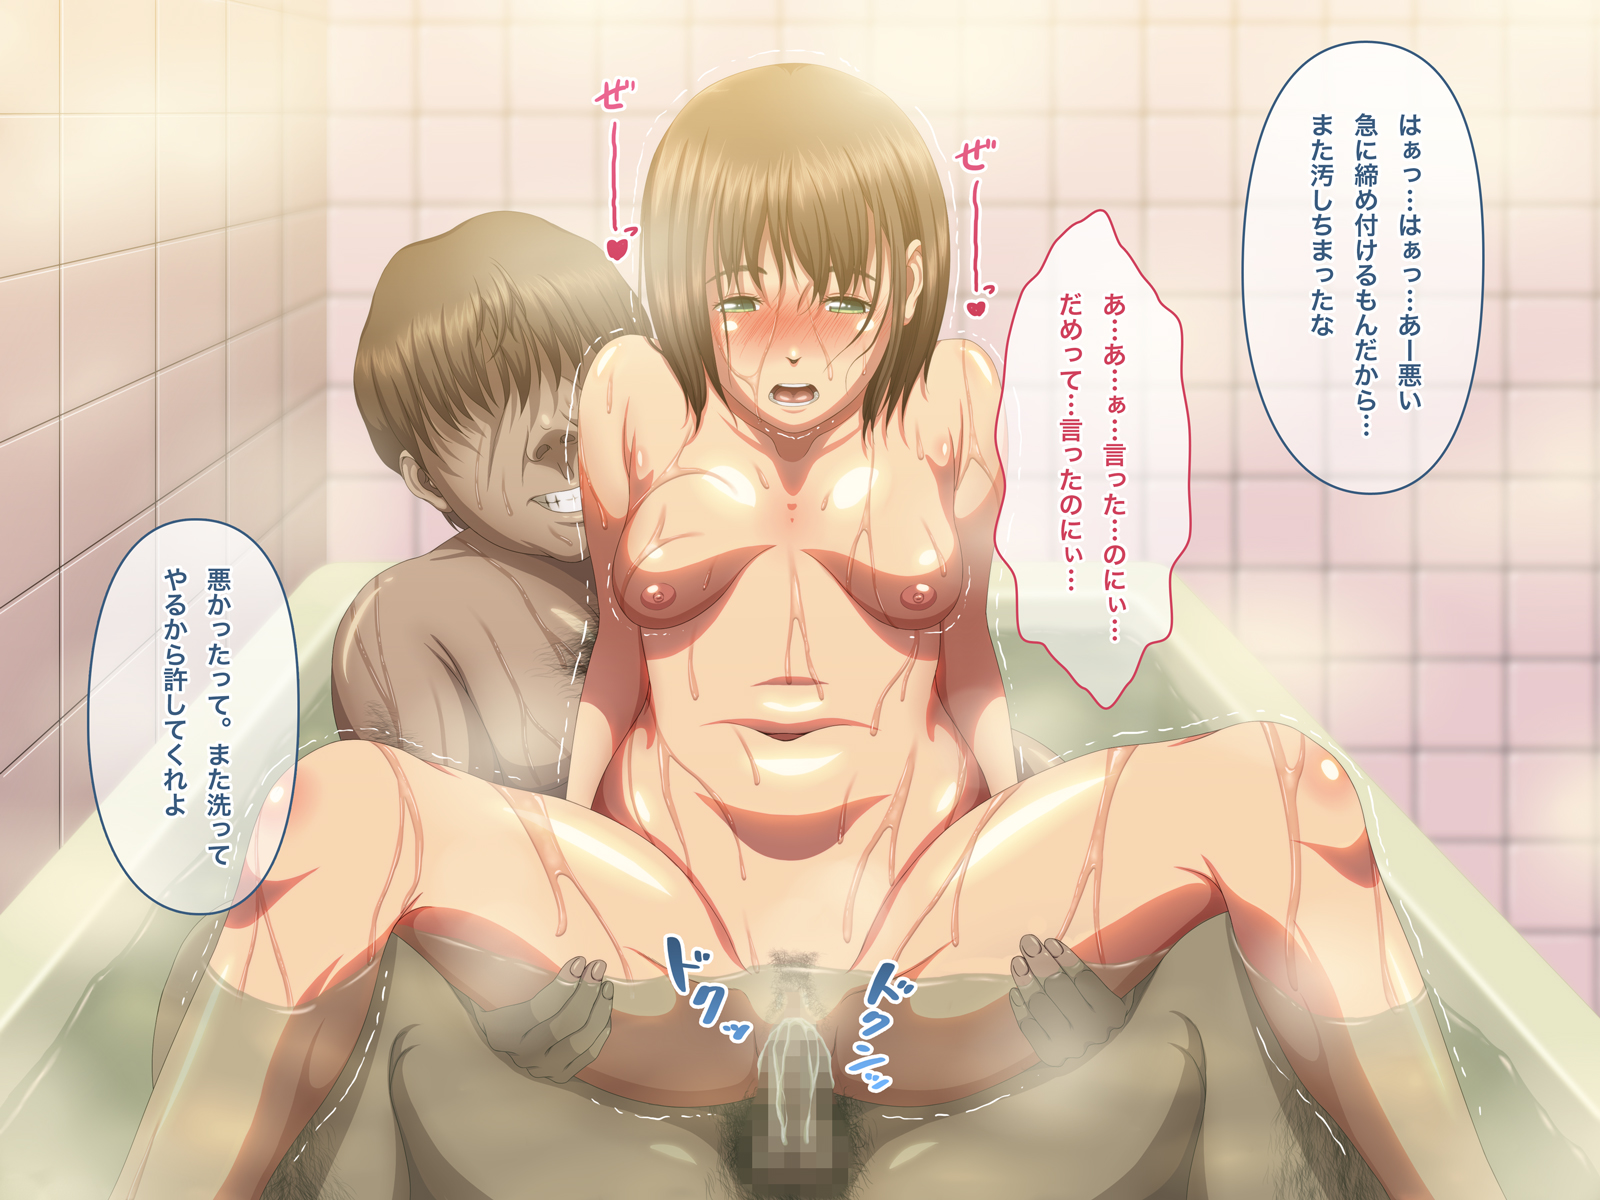 はぁっ…はぁっ…あー悪い
急に締め付けるもんだから…
また汚しちまったな
あ…あ…ぁ…言った…のにぃ…
だめって…言ったのにぃ…
ぜーっ♥
ぜーっ♥
悪かったって。また洗って
やるから許してくれよ
ドクッ
ドクンッ